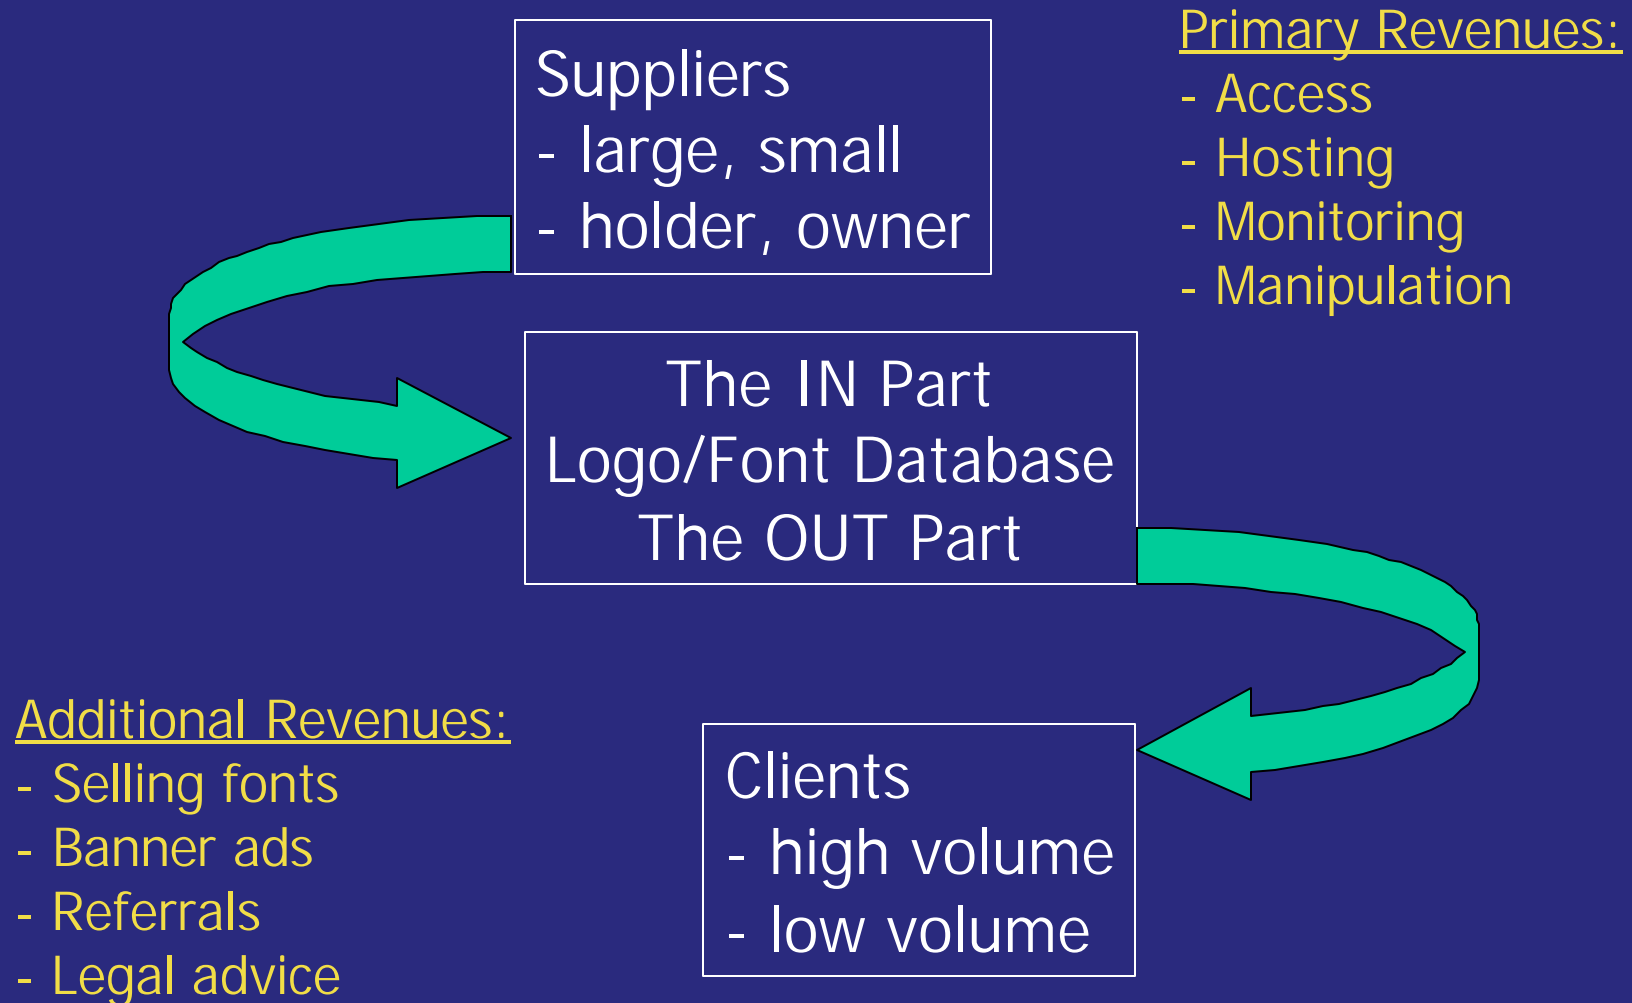 Suppliers
- large, small
- holder, owner
Primary Revenues:
- Access
- Hosting
- Monitoring
- Manipulation
The IN Part
Logo/Font Database
The OUT Part
Additional Revenues:
- Selling fonts
- Banner ads
- Referrals
- Legal advice
Clients
- high volume
- low volume